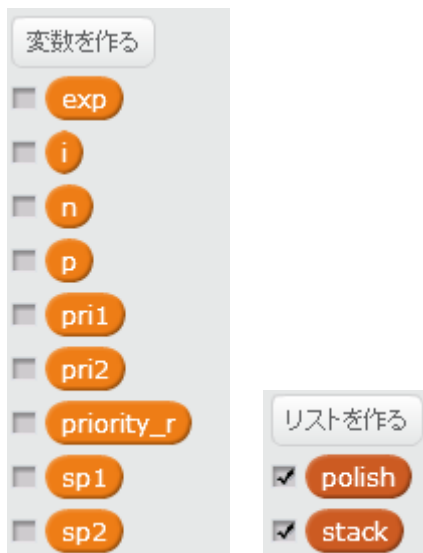 変数を作る
exp
i
n
p
pri1
pri2
priority_r
sp1
sp2
リストを作る
polish
stack